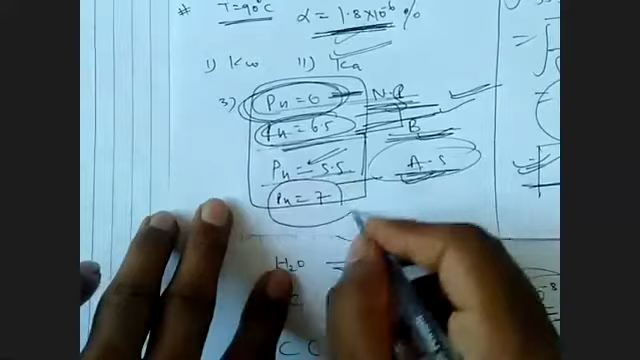 # T=90°C α = 1.8×10⁻⁶ %
1) Kw 11) Ka
3) PH = 6 N.P
PH = 6.5 B
PH = 5.5 A.S
PH = 7
H₂O
C
C C
-8